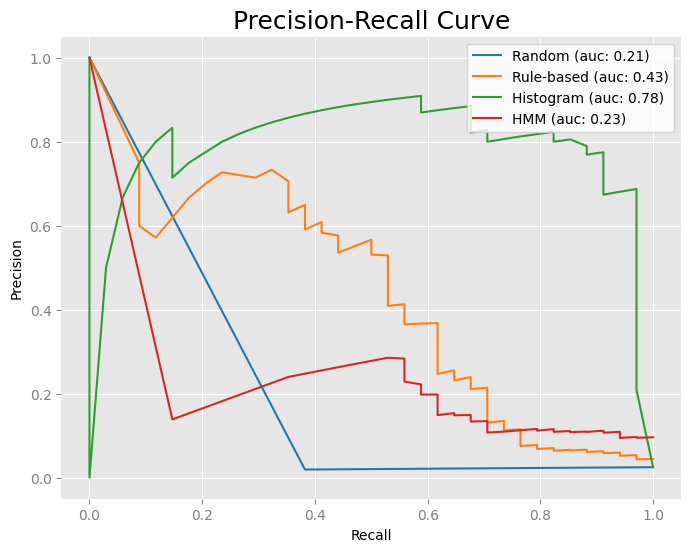 Precision-Recall Curve
Random (auc: 0.21)
Rule-based (auc: 0.43)
Histogram (auc: 0.78)
HMM (auc: 0.23)
Precision
1.0
0.8
0.6
0.4
0.2
0.0
0.0 0.2 0.4 0.6 0.8 1.0
Recall